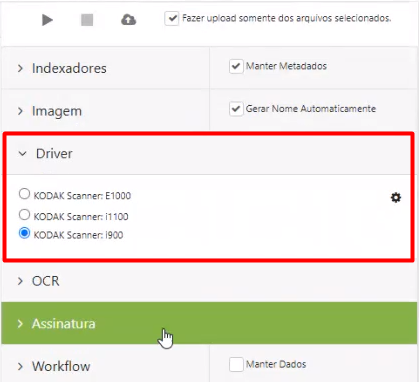 Fazer upload somente dos arquivos selecionados.
Indexadores
Manter Metadados
Imagem
Gerar Nome Automaticamente
Driver
KODAK Scanner: E1000
KODAK Scanner: i1100
KODAK Scanner: i900
OCR
Assinatura
Workflow
Manter Dados